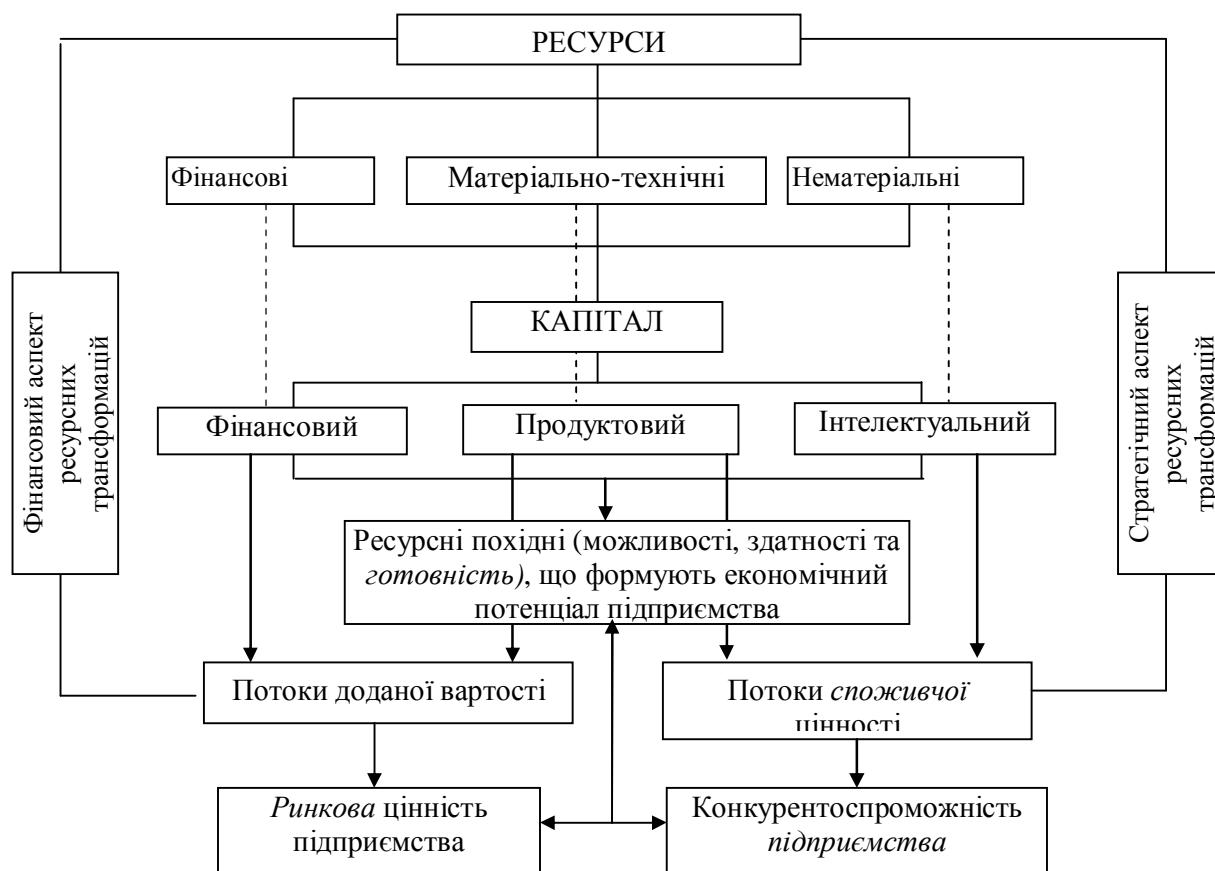 РЕСУРСИ
Фінансові
Матеріально-технічні
Нематеріальні
Фінансовий аспект
ресурсних
трансформацій
КАПІТАЛ
Стратегічний аспект
ресурсних
трансформацій
Фінансовий
Продуктовий
Інтелектуальний
Ресурсні похідні (можливості, здатності та
готовність), що формують економічний
потенціал підприємства
Потоки доданої вартості
Потоки споживчої
цінності
Ринкова цінність
підприємства
Конкурентоспроможність
підприємства